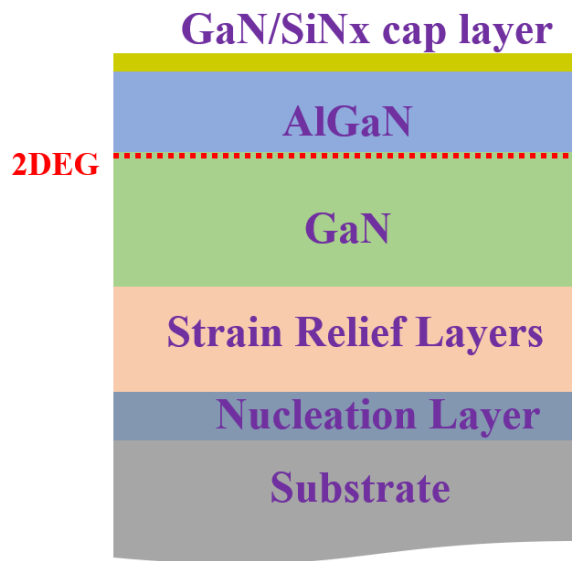 GaN/SiNx cap layer
AlGaN
2DEG
GaN
Strain Relief Layers
Nucleation Layer
Substrate